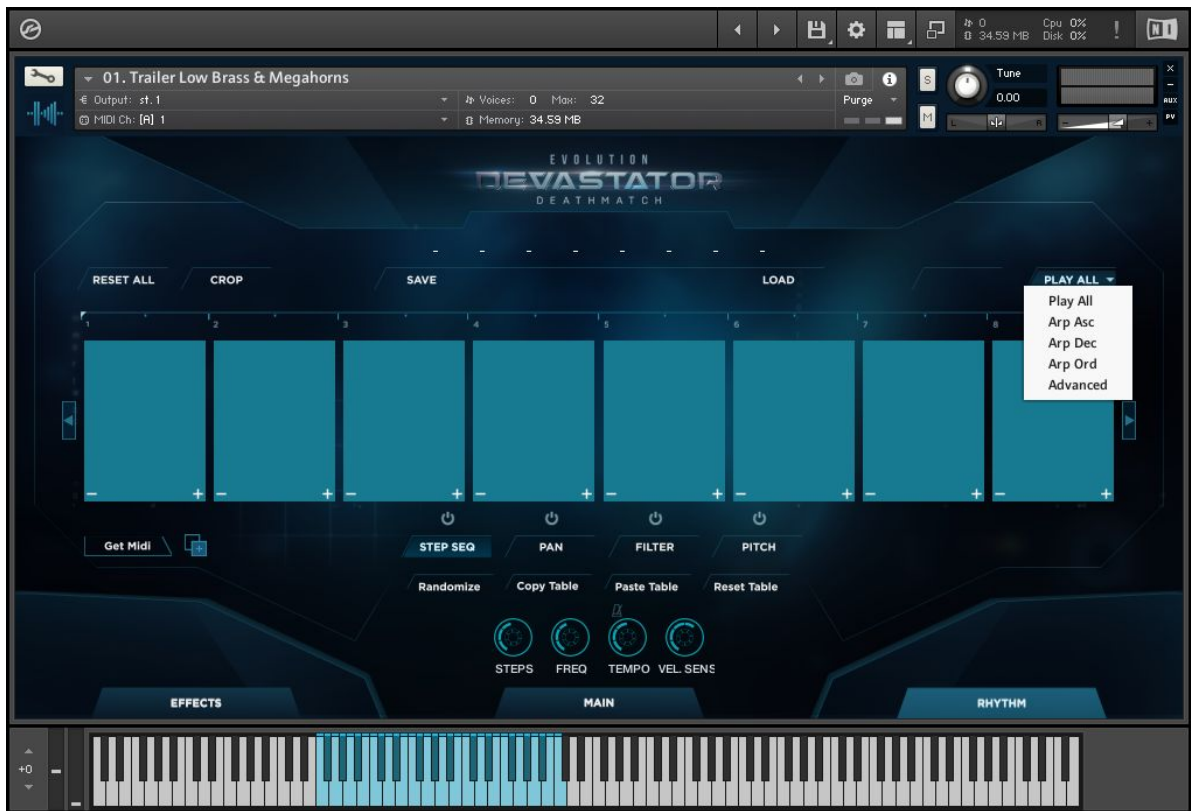 0 Cpu 0%
34.59 MB Disk 0% !
01. Trailer Low Brass & Megahorns
Output: st.1 Voices: 0 Max: 32 Purge
MIDI Ch: [A] 1 Memory: 34.59 MB
S
M
Tune
0.00
L R
- +
×
-
AUX
PV
EVOLUTION
DEVASTATOR
DEATHMATCH
- - - - - - - -
RESET ALL CROP SAVE LOAD PLAY ALL
Play All
Arp Asc
Arp Dec
Arp Ord
Advanced
1 2 3 4 5 6 7 8
- + - + - + - + - + - + - + - +
Get Midi
STEP SEQ PAN FILTER PITCH
Randomize Copy Table Paste Table Reset Table
STEPS FREQ TEMPO VEL. SENS
EFFECTS MAIN RHYTHM
+0